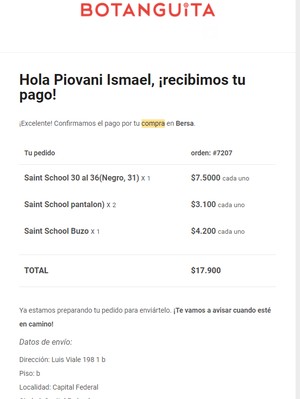 BOTANGUITA
Hola Piovani Ismael, ¡recibimos tu
pago!
¡Excelente! Confirmamos el pago por tu compra en Bersa.
Tu pedido orden: #7207
Saint School 30 al 36(Negro, 31) X 1 $7.5000 cada uno
Saint School pantalon) X 2 $3.100 cada uno
Saint School Buzo X 1 $4.200 cada uno
TOTAL $17.900
Ya estamos preparando tu pedido para enviártelo. ¡Te vamos a avisar cuando esté
en camino!
Datos de envío:
Dirección: Luis Viale 198 1 b
Piso: b
Localidad: Capital Federal